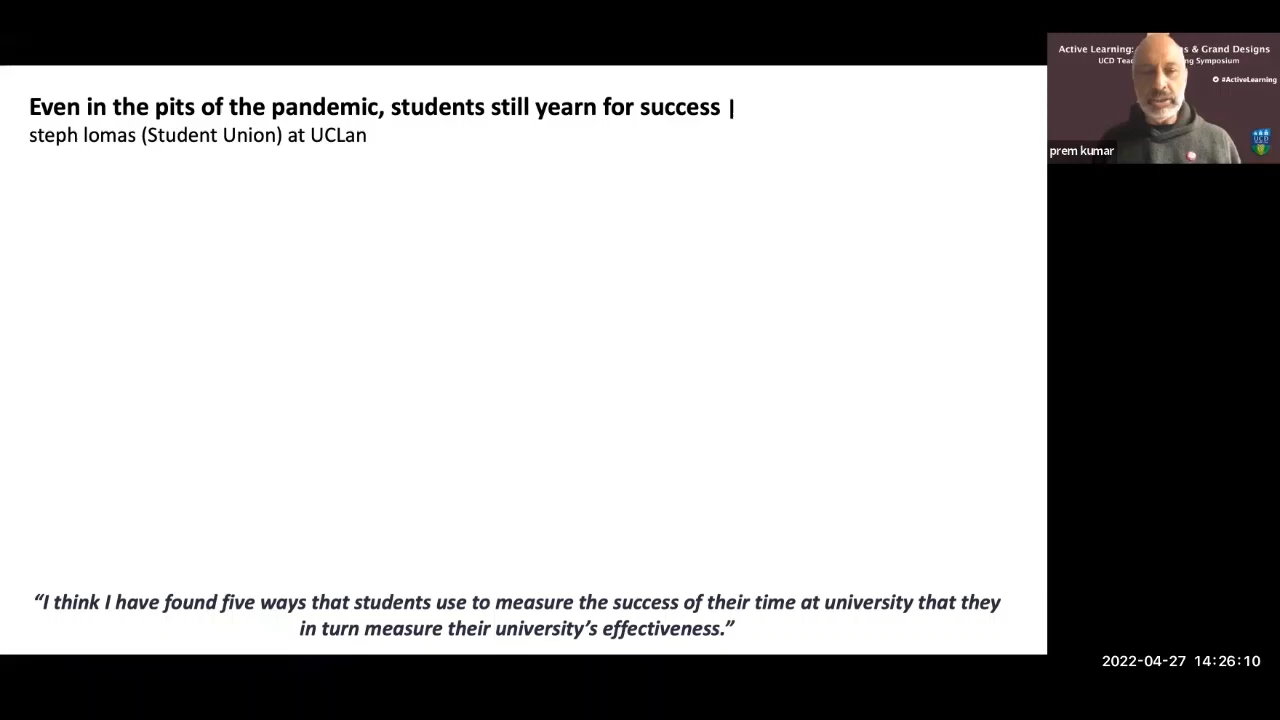 Even in the pits of the pandemic, students still yearn for success |
steph lomas (Student Union) at UCLan
“I think I have found five ways that students use to measure the success of their time at university that they
in turn measure their university’s effectiveness.”
Active Learning: & Grand Designs
UCD Symposium
#ActiveLearning
UCD
prem kumar
2022-04-27 14:26:10